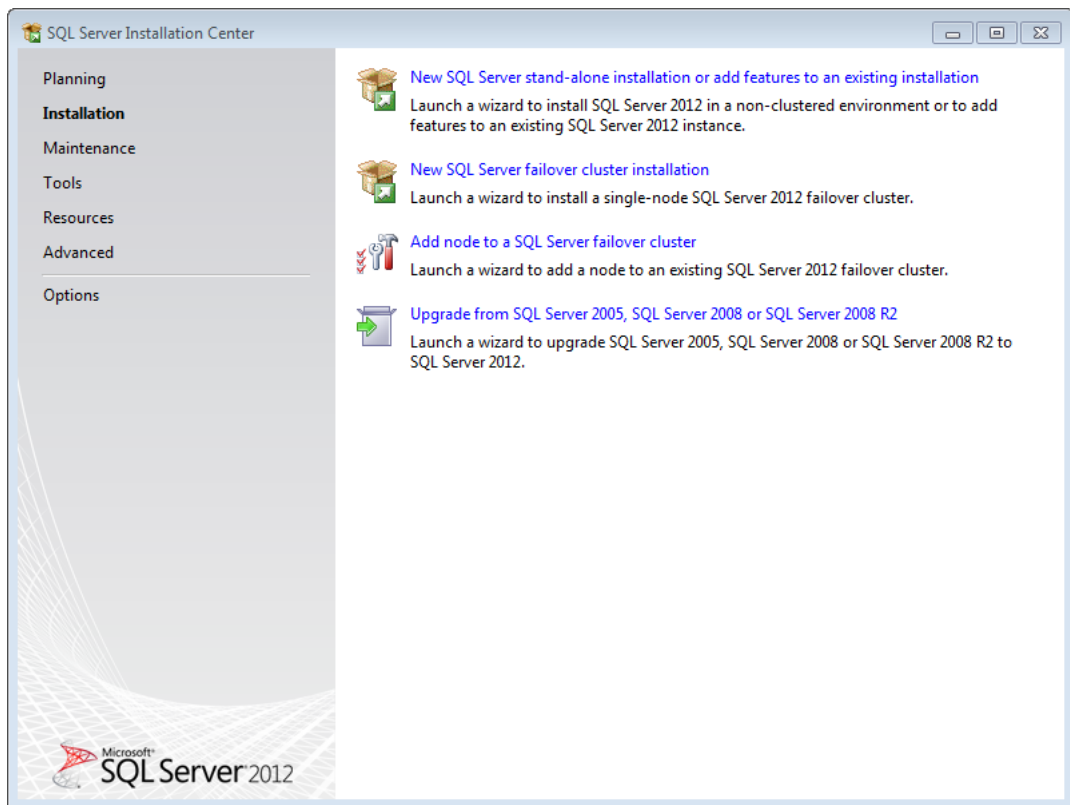 SQL Server Installation Center
Planning
Installation
Maintenance
Tools
Resources
Advanced
Options
New SQL Server stand-alone installation or add features to an existing installation
Launch a wizard to install SQL Server 2012 in a non-clustered environment or to add
features to an existing SQL Server 2012 instance.
New SQL Server failover cluster installation
Launch a wizard to install a single-node SQL Server 2012 failover cluster.
Add node to a SQL Server failover cluster
Launch a wizard to add a node to an existing SQL Server 2012 failover cluster.
Upgrade from SQL Server 2005, SQL Server 2008 or SQL Server 2008 R2
Launch a wizard to upgrade SQL Server 2005, SQL Server 2008 or SQL Server 2008 R2 to
SQL Server 2012.
Microsoft®
SQL Server® 2012